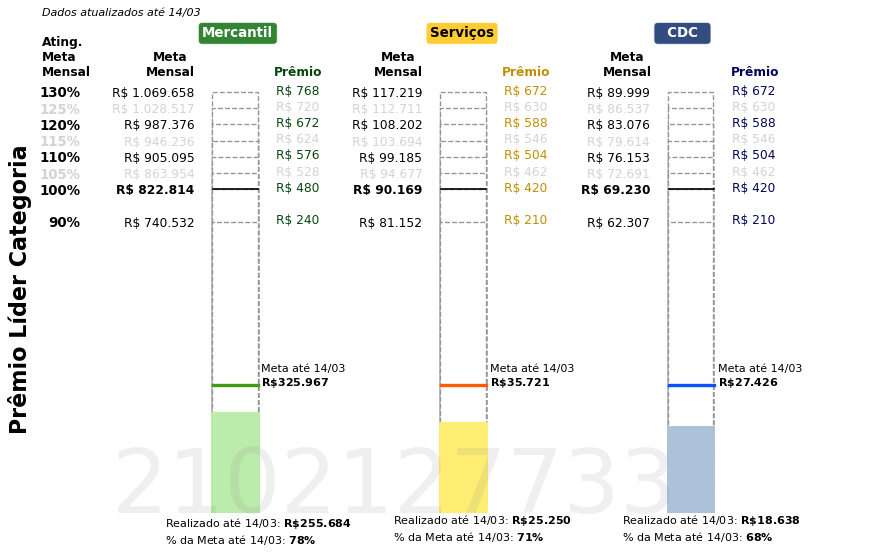 Dados atualizados até 14/03
Mercantil Serviços CDC
Ating.
Meta Meta Meta Meta
Mensal Mensal Prêmio Mensal Prêmio Mensal Prêmio
130% R$ 1.069.658 R$ 768 R$ 117.219 R$ 672 R$ 89.999 R$ 672
125% R$ 1.028.517 R$ 720 R$ 112.711 R$ 630 R$ 86.537 R$ 630
120% R$ 987.376 R$ 672 R$ 108.202 R$ 588 R$ 83.076 R$ 588
115% R$ 946.236 R$ 624 R$ 103.694 R$ 546 R$ 79.614 R$ 546
110% R$ 905.095 R$ 576 R$ 99.185 R$ 504 R$ 76.153 R$ 504
105% R$ 863.954 R$ 528 R$ 94.677 R$ 462 R$ 72.691 R$ 462
100% R$ 822.814 R$ 480 R$ 90.169 R$ 420 R$ 69.230 R$ 420
90% R$ 740.532 R$ 240 R$ 81.152 R$ 210 R$ 62.307 R$ 210
Prêmio Líder Categoria
Meta até 14/03 Meta até 14/03 Meta até 14/03
R$325.967 R$35.721 R$27.426
2102127733
Realizado até 14/03: R$255.684 Realizado até 14/03: R$25.250 Realizado até 14/03: R$18.638
% da Meta até 14/03: 78% % da Meta até 14/03: 71% % da Meta até 14/03: 68%